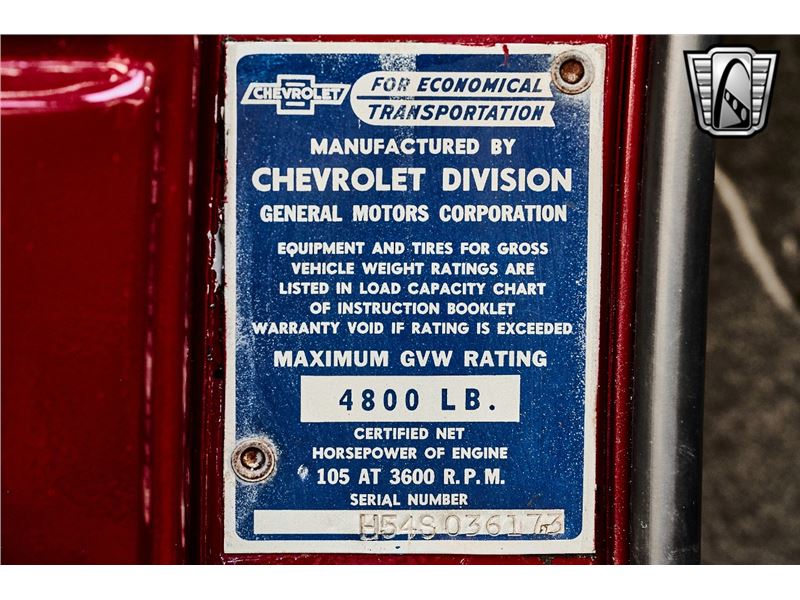 CHEVROLET
FOR ECONOMICAL
TRANSPORTATION
MANUFACTURED BY
CHEVROLET DIVISION
GENERAL MOTORS CORPORATION
EQUIPMENT AND TIRES FOR GROSS
VEHICLE WEIGHT RATINGS ARE
LISTED IN LOAD CAPACITY CHART
OF INSTRUCTION BOOKLET
WARRANTY VOID IF RATING IS EXCEEDED
MAXIMUM GVW RATING
4800 LB.
CERTIFIED NET
HORSEPOWER OF ENGINE
105 AT 3600 R.P.M.
SERIAL NUMBER
H54S036173